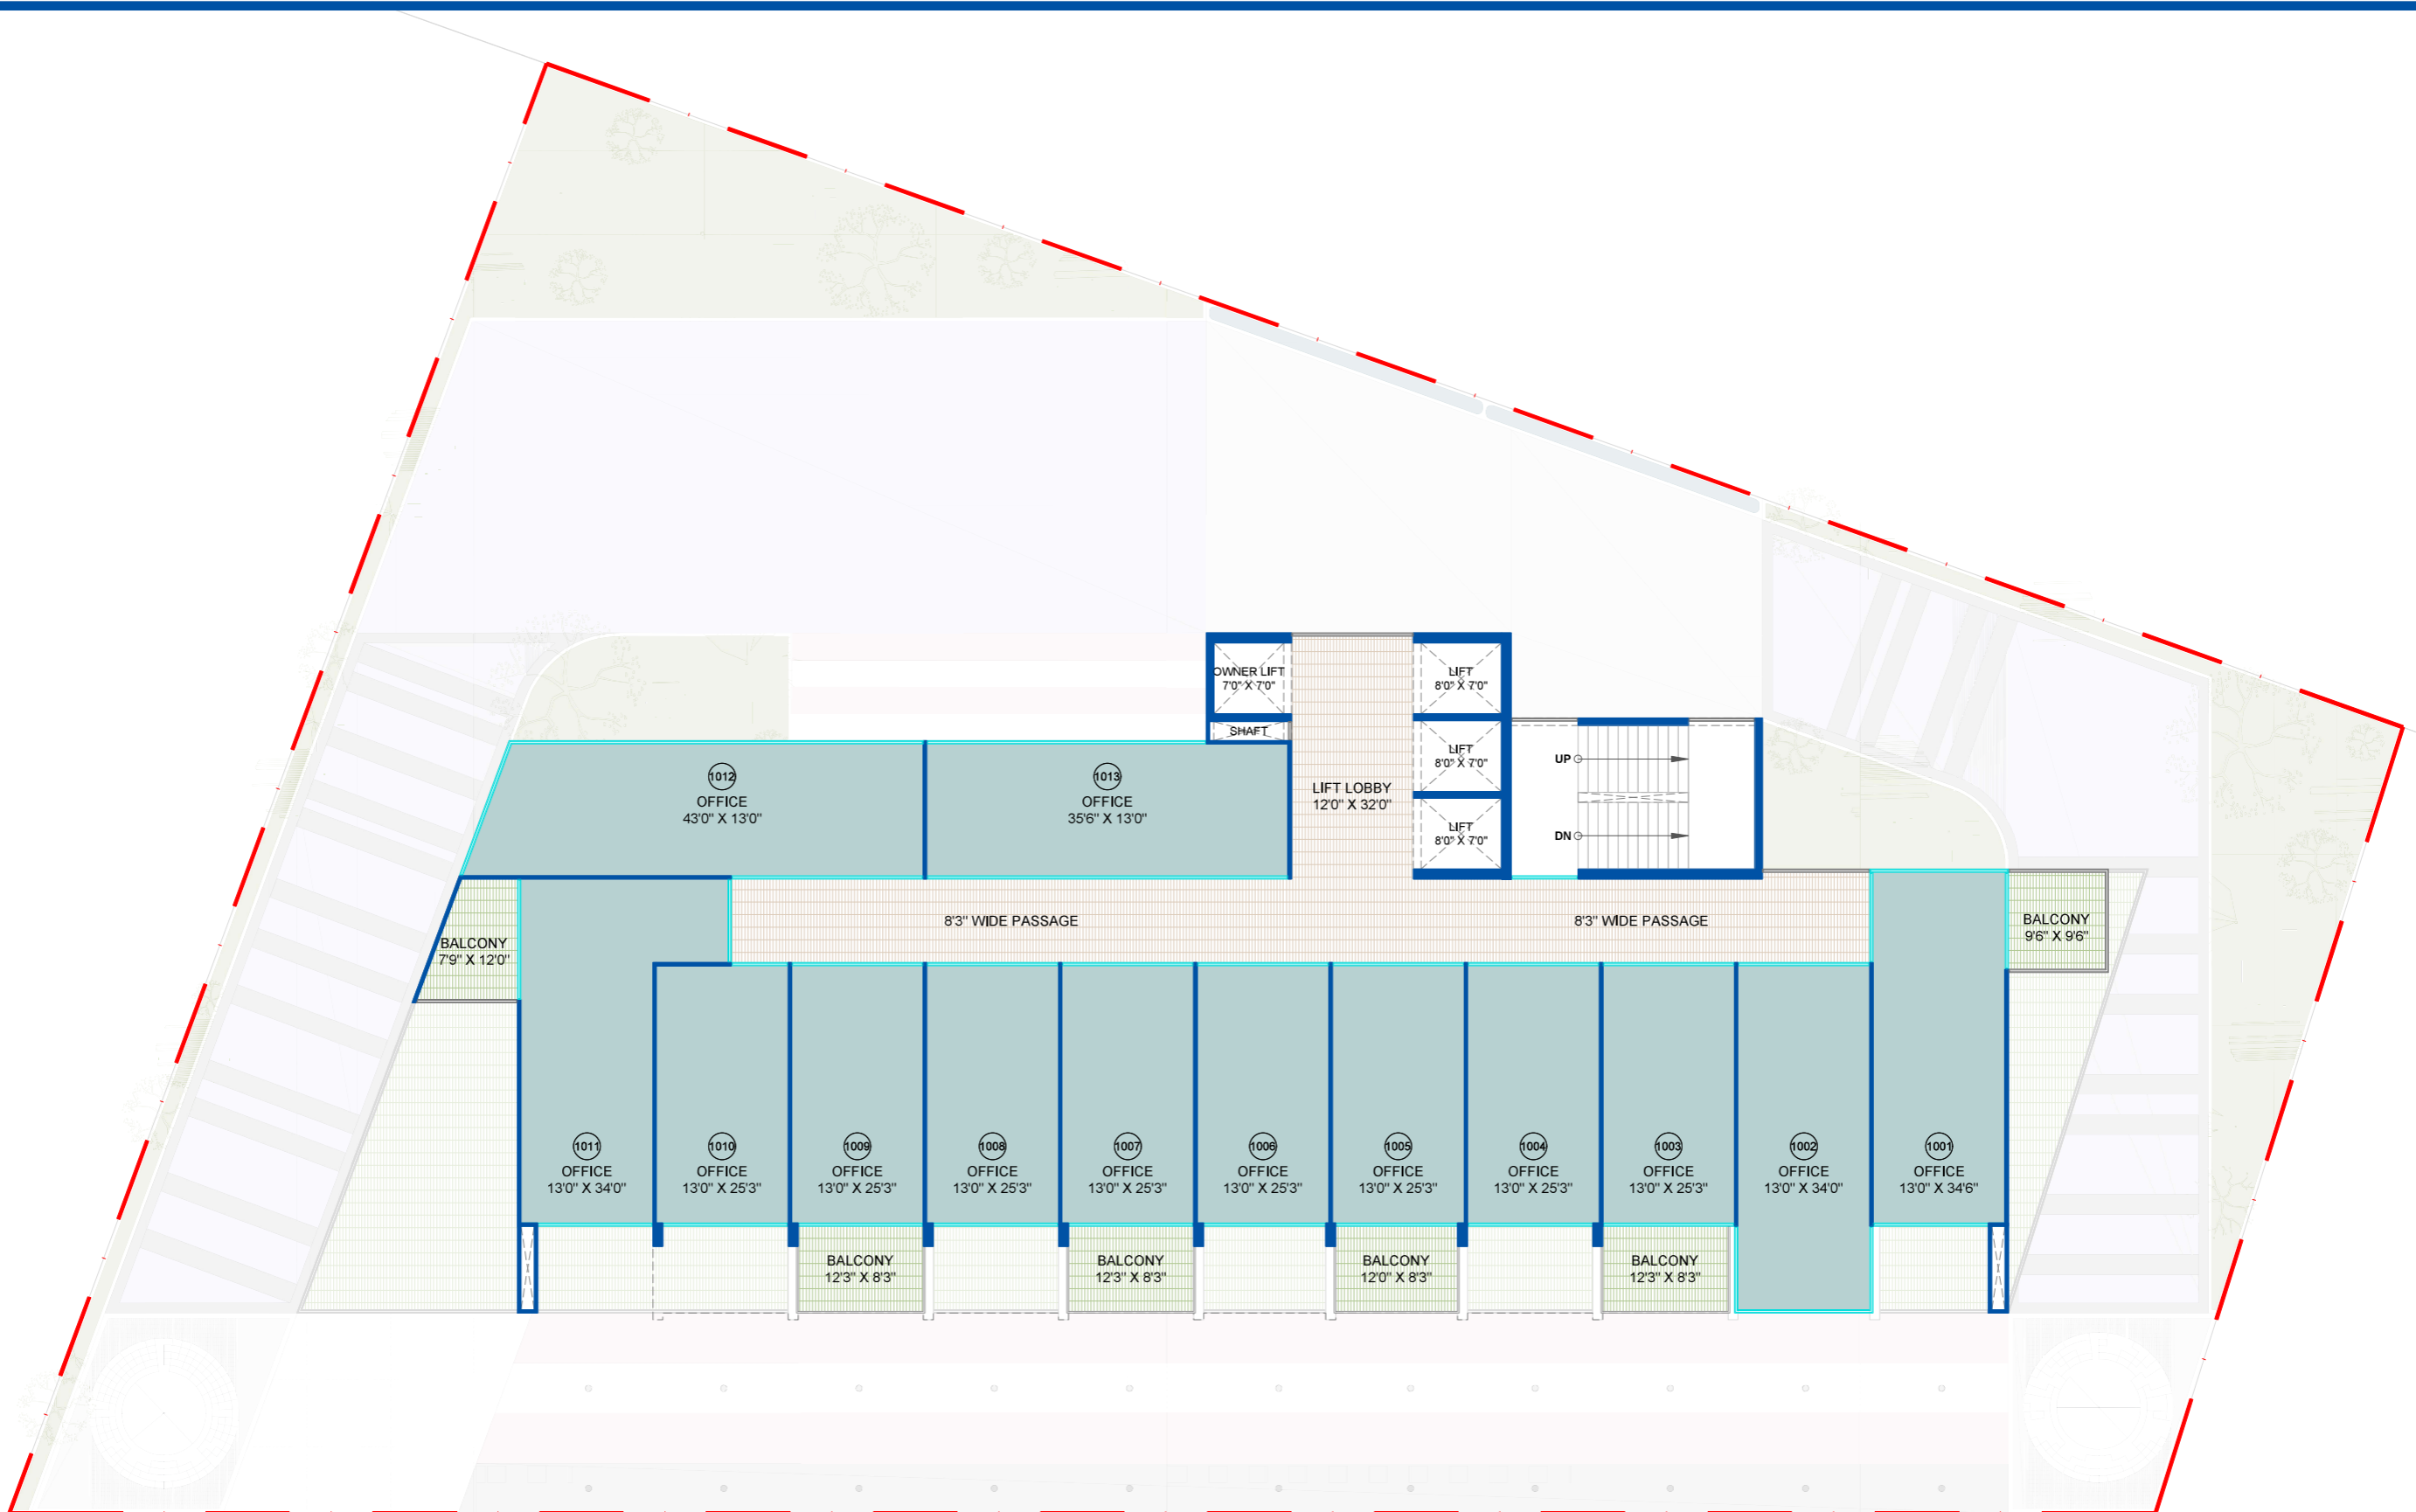 OWNER LIFT
7'0" X 7'0"
LIFT
8'0" X 7'0"
SHAFT
LIFT
8'0" X 7'0"
UP
1012
OFFICE
43'0" X 13'0"
1013
OFFICE
35'6" X 13'0"
LIFT LOBBY
12'0" X 32'0"
LIFT
8'0" X 7'0"
DN
BALCONY
7'9" X 12'0"
8'3" WIDE PASSAGE
8'3" WIDE PASSAGE
BALCONY
9'6" X 9'6"
1011
OFFICE
13'0" X 34'0"
1010
OFFICE
13'0" X 25'3"
1009
OFFICE
13'0" X 25'3"
1008
OFFICE
13'0" X 25'3"
1007
OFFICE
13'0" X 25'3"
1006
OFFICE
13'0" X 25'3"
1005
OFFICE
13'0" X 25'3"
1004
OFFICE
13'0" X 25'3"
1003
OFFICE
13'0" X 25'3"
1002
OFFICE
13'0" X 34'0"
1001
OFFICE
13'0" X 34'6"
BALCONY
12'3" X 8'3"
BALCONY
12'3" X 8'3"
BALCONY
12'0" X 8'3"
BALCONY
12'3" X 8'3"